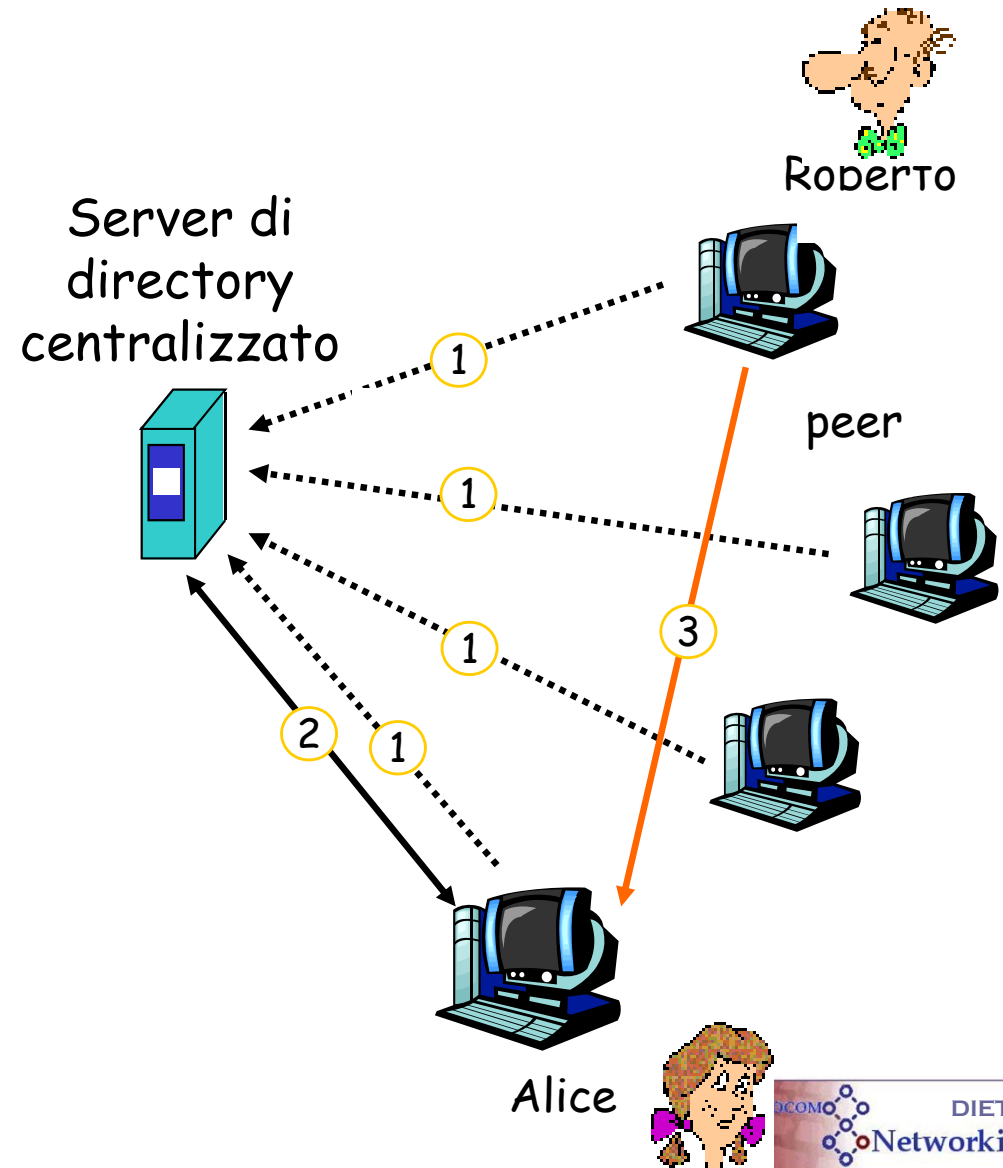 Roberto
Server di
directory
centralizzato
1
peer
1
3
1
2
1
Alice
DIET
Networki